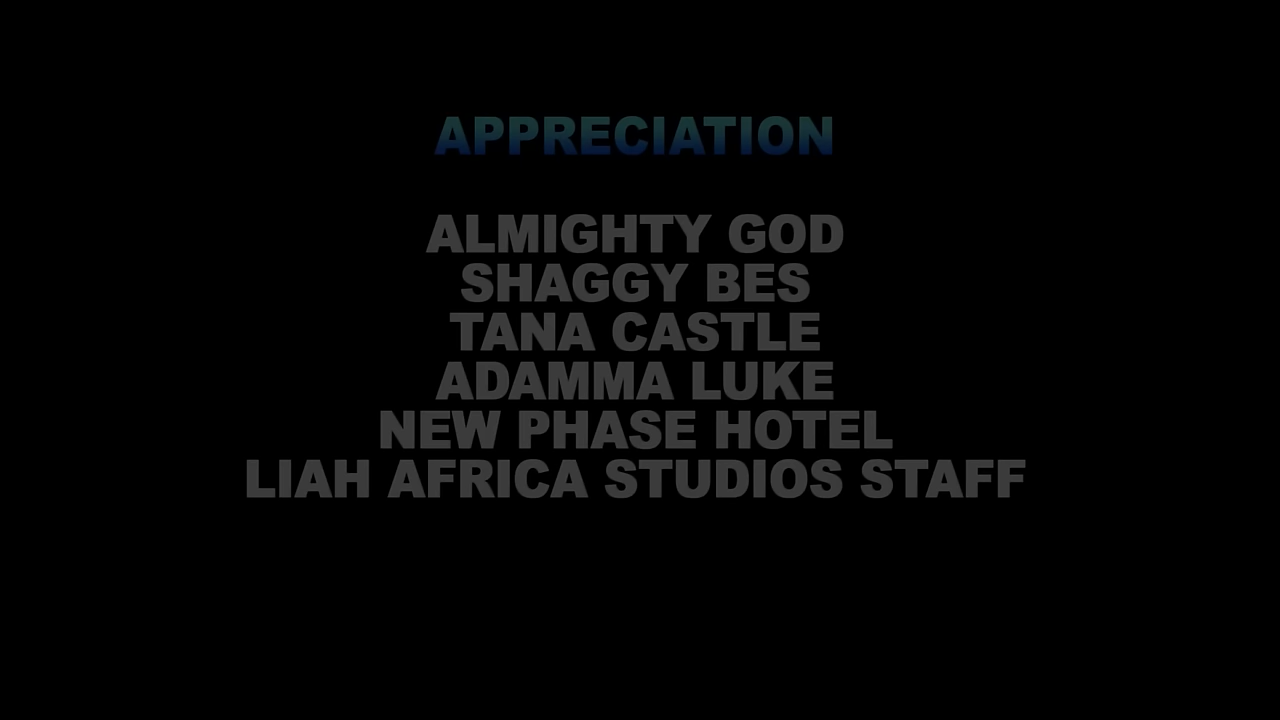 APPRECIATION
ALMIGHTY GOD
SHAGGY BES
TANA CASTLE
ADAMMA LUKE
NEW PHASE HOTEL
LIAH AFRICA STUDIOS STAFF